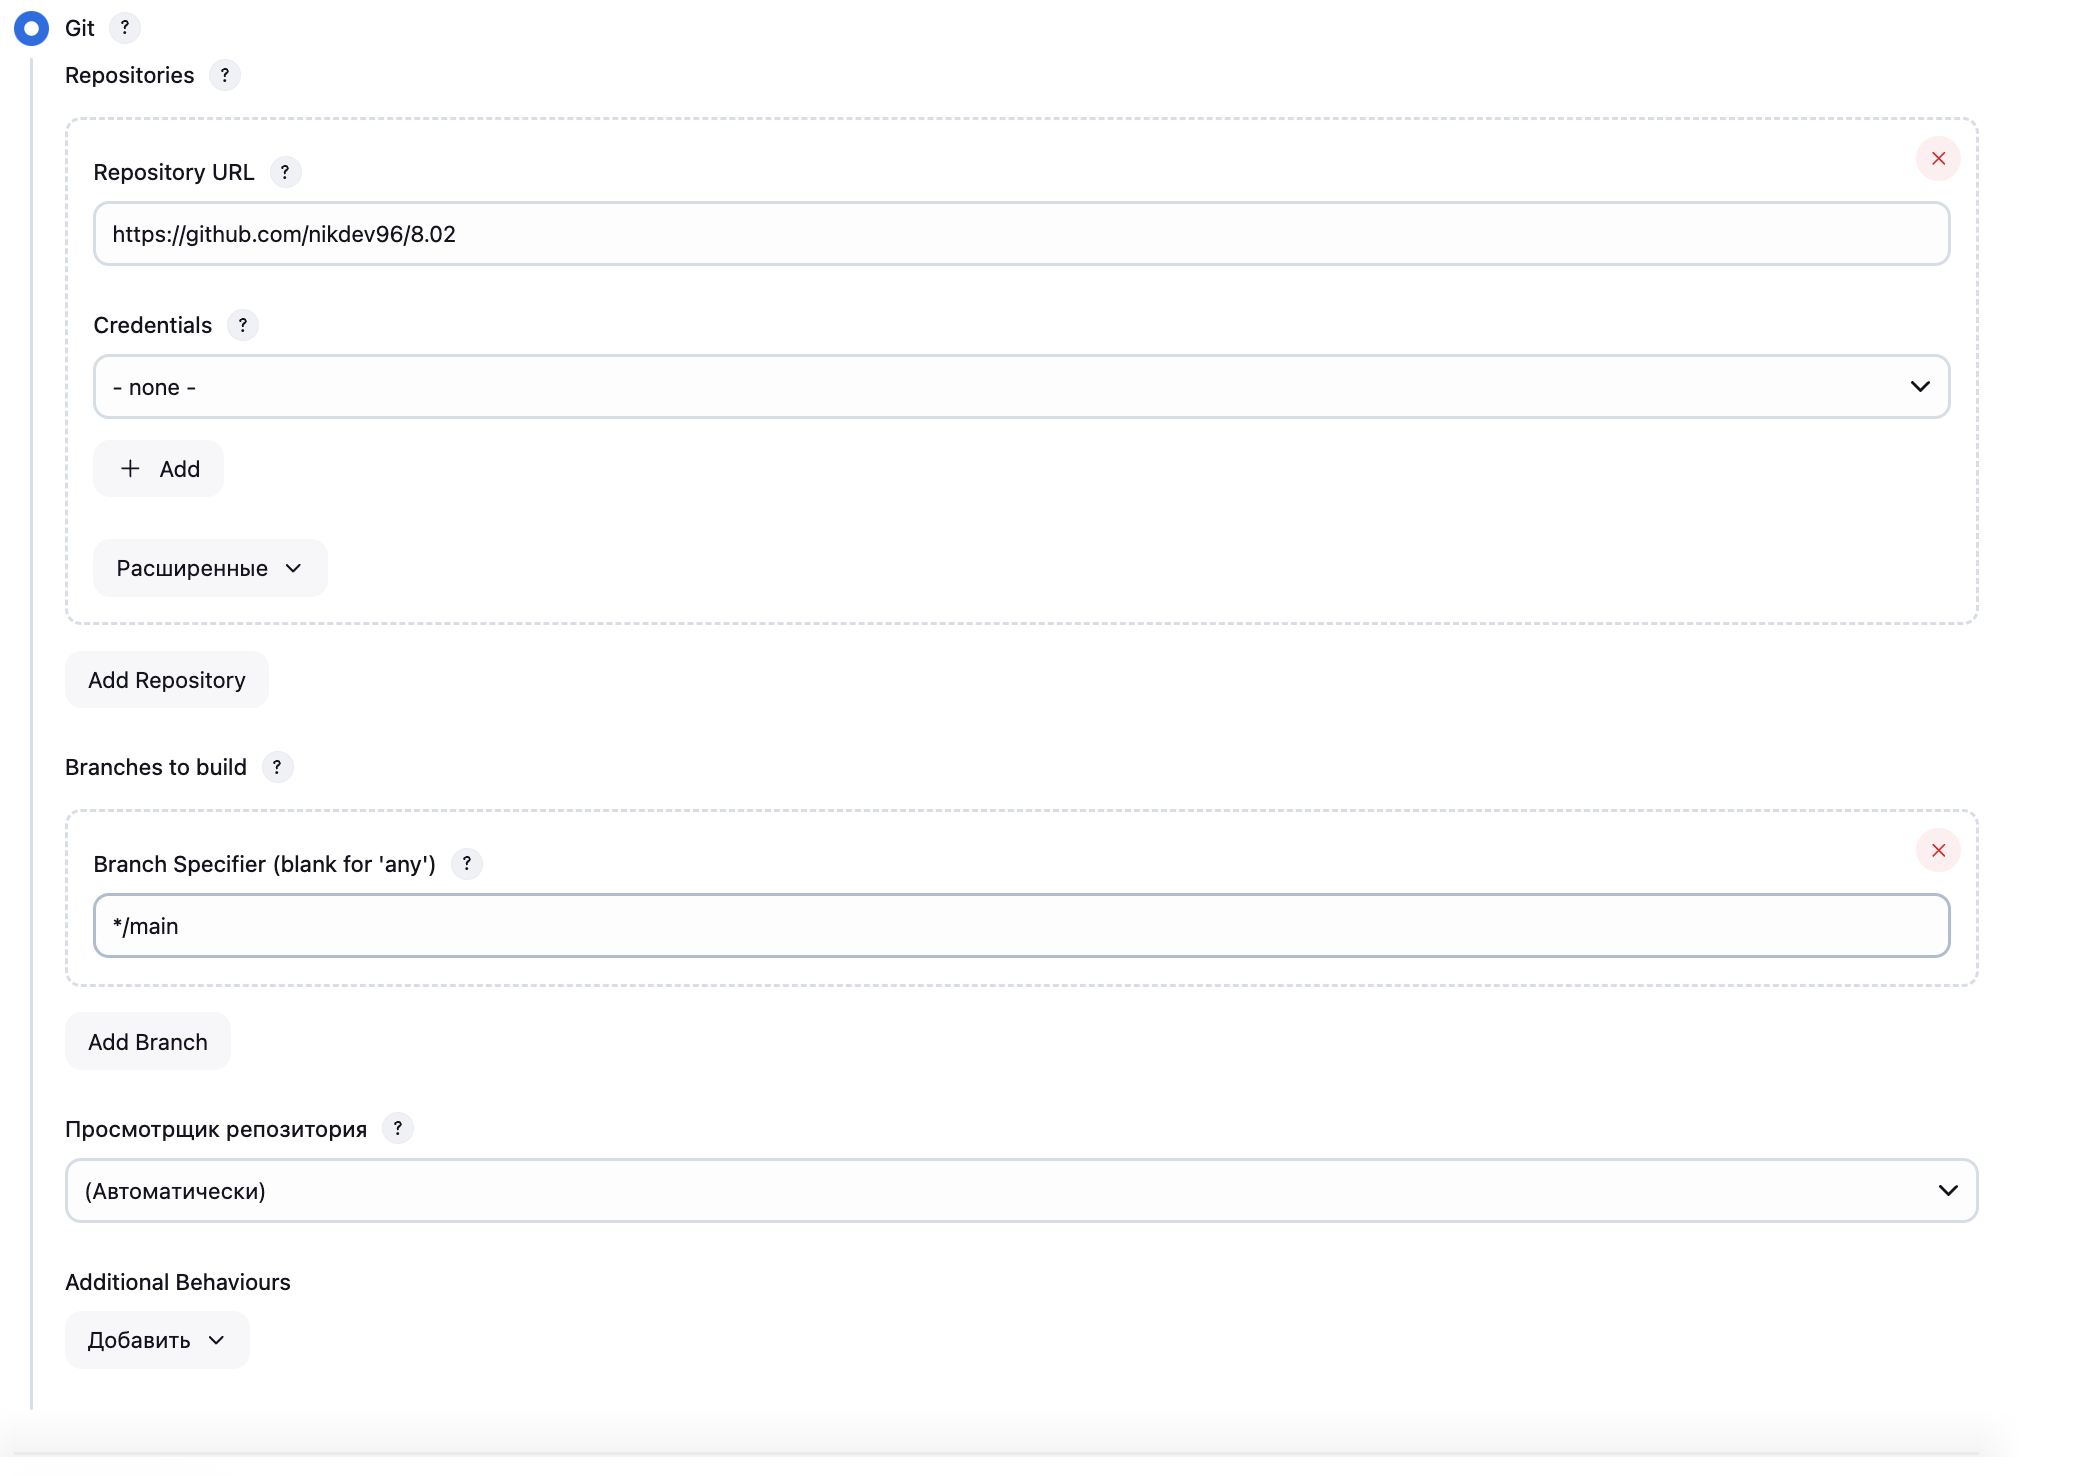 Git ?
Repositories ?
Repository URL ?
https://github.com/nikdev96/8.02
Credentials ?
- none -
+ Add
Расширенные
Add Repository
Branches to build ?
Branch Specifier (blank for 'any') ?
*/main
Add Branch
Просмотрщик репозитория ?
(Автоматически)
Additional Behaviours
Добавить